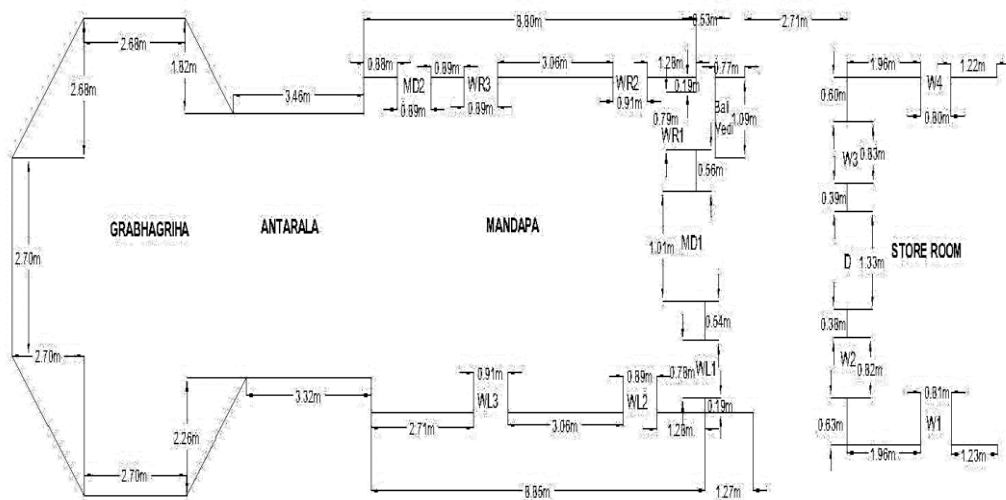 8.80m
0.53m
2.71m
2.68m
1.82m
0.88m
0.89m
3.06m
1.28m
0.77m
1.96m
1.22m
MD2
WR3
WR2
0.19m
W4
2.68m
3.46m
0.89m
0.89m
0.91m
0.60m
0.80m
0.79m
Bali
Vedi
1.09m
WR1
W3
0.83m
0.56m
0.39m
GRABHAGRIHA
ANTARALA
MANDAPA
1.01m
MD1
D
1.33m
STORE ROOM
2.70m
0.54m
0.38m
2.70m
W2
0.82m
0.91m
0.89m
0.78m
WL1
3.32m
WL3
WL2
0.19m
0.81m
2.26m
2.71m
3.06m
1.28m
0.63m
W1
1.96m
1.23m
2.70m
8.85m
1.27m